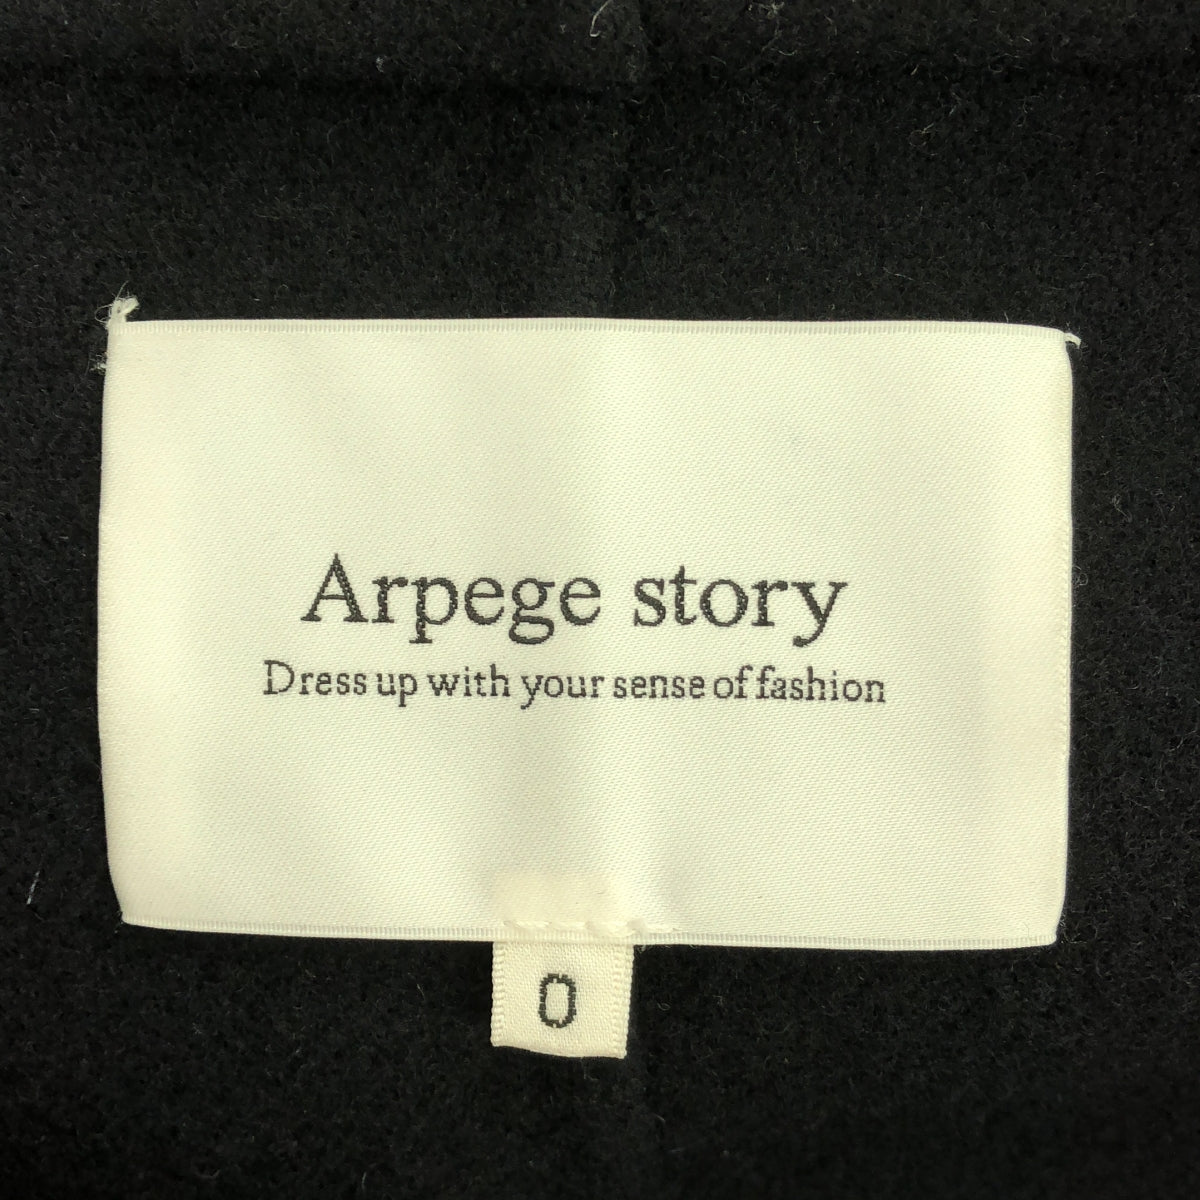 Arpege story
Dress up with your sense of fashion
0